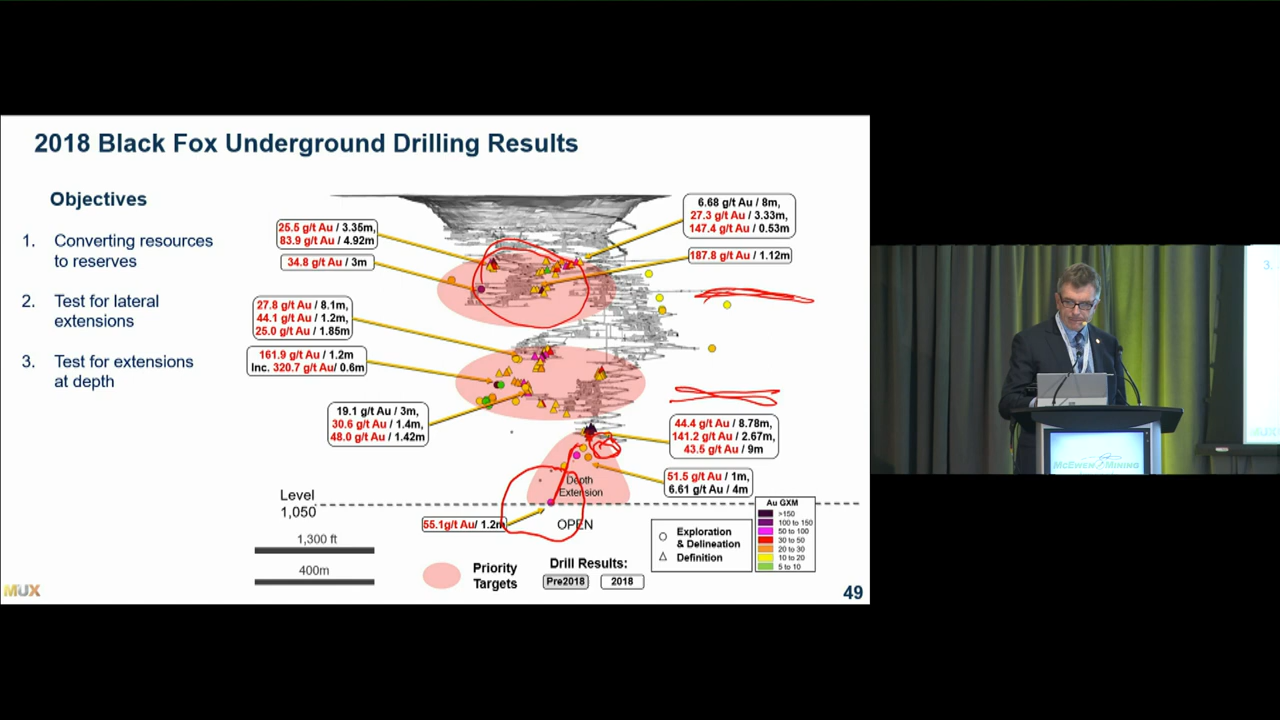 2018 Black Fox Underground Drilling Results
Objectives
1. Converting resources
to reserves
2. Test for lateral
extensions
3. Test for extensions
at depth
25.5 g/t Au / 3.35m,
83.9 g/t Au / 4.92m
34.8 g/t Au / 3m
27.8 g/t Au / 8.1m,
44.1 g/t Au / 1.2m,
25.0 g/t Au / 1.85m
161.9 g/t Au / 1.2m
Inc. 320.7 g/t Au/ 0.6m
19.1 g/t Au / 3m,
30.6 g/t Au / 1.4m,
48.0 g/t Au / 1.42m
6.68 g/t Au / 8m,
27.3 g/t Au / 3.33m,
147.4 g/t Au / 0.53m
187.8 g/t Au / 1.12m
44.4 g/t Au / 8.78m,
141.2 g/t Au / 2.67m,
43.5 g/t Au / 9m
51.5 g/t Au / 1m,
6.61 g/t Au / 4m
Depth
Extension
Level
1,050
55.1g/t Au/ 1.2m
OPEN
1,300 ft
400m
Priority
Targets
Drill Results:
Pre2018 2018
Exploration
& Delineation
Definition
Au GXM
>150
100 to 150
50 to 100
30 to 50
20 to 30
10 to 20
5 to 10
MUX
49
McEWEN MINING
3.
MUX